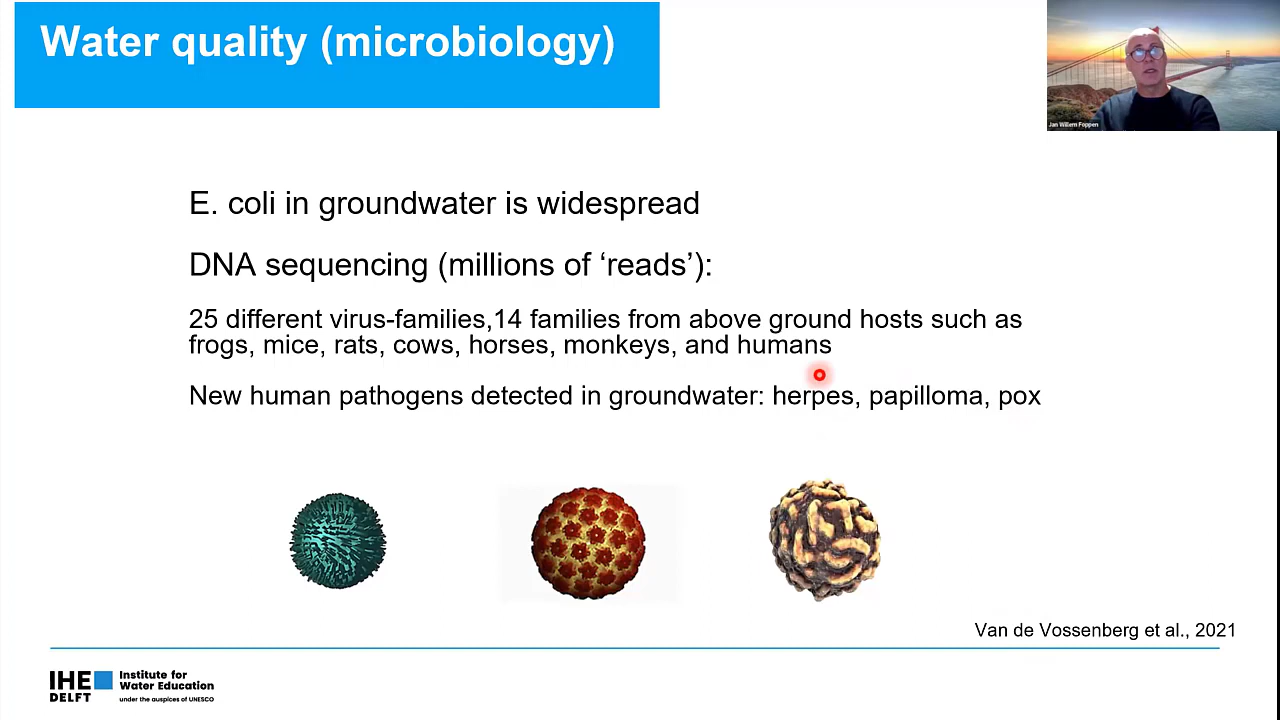 Water quality (microbiology)
Jan Willem Foppen
E. coli in groundwater is widespread
DNA sequencing (millions of ‘reads’):
25 different virus-families,14 families from above ground hosts such as
frogs, mice, rats, cows, horses, monkeys, and humans
New human pathogens detected in groundwater: herpes, papilloma, pox
Van de Vossenberg et al., 2021
IHE
DELFT
Institute for
Water Education
under the auspices of UNESCO